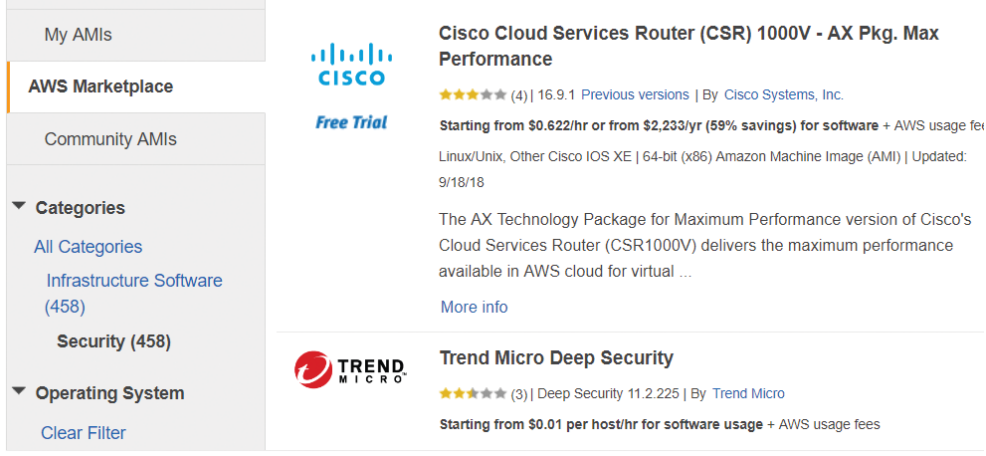 My AMIs
AWS Marketplace
Community AMIs
Categories
All Categories
Infrastructure Software
(458)
Security (458)
Operating System
Clear Filter
CISCO
Free Trial
Cisco Cloud Services Router (CSR) 1000V - AX Pkg. Max
Performance
(4) | 16.9.1 Previous versions | By Cisco Systems, Inc.
Starting from $0.622/hr or from $2,233/yr (59% savings) for software + AWS usage fe
Linux/Unix, Other Cisco IOS XE | 64-bit (x86) Amazon Machine Image (AMI) | Updated:
9/18/18
The AX Technology Package for Maximum Performance version of Cisco's
Cloud Services Router (CSR1000V) delivers the maximum performance
available in AWS cloud for virtual ...
More info
TREND
MICRO
Trend Micro Deep Security
(3) | Deep Security 11.2.225 | By Trend Micro
Starting from $0.01 per host/hr for software usage + AWS usage fees